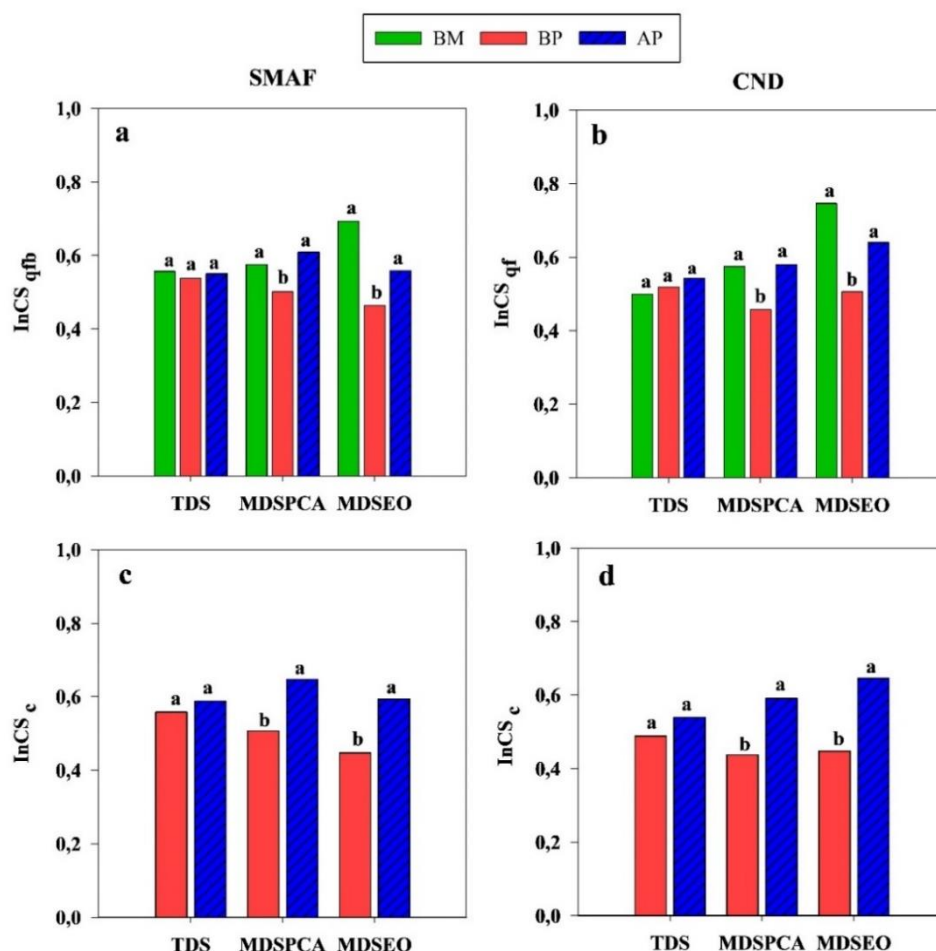 BM BP AP
SMAF
CND
1,0
a
0,8
a
a
a a a
a
a
0,6
b
b
0,4
0,2
0,0
InCS qfb
TDS MDSPCA MDSEO
1,0
b
0,8
a
a
a
a
0,6
a a a
b
b
0,4
0,2
0,0
InCS qf
TDS MDSPCA MDSEO
1,0
c
0,8
a
a a
a
0,6
b
b
0,4
0,2
0,0
InCS c
TDS MDSPCA MDSEO
1,0
d
0,8
a
a
0,6
a a
b b
0,4
0,2
0,0
InCS c
TDS MDSPCA MDSEO